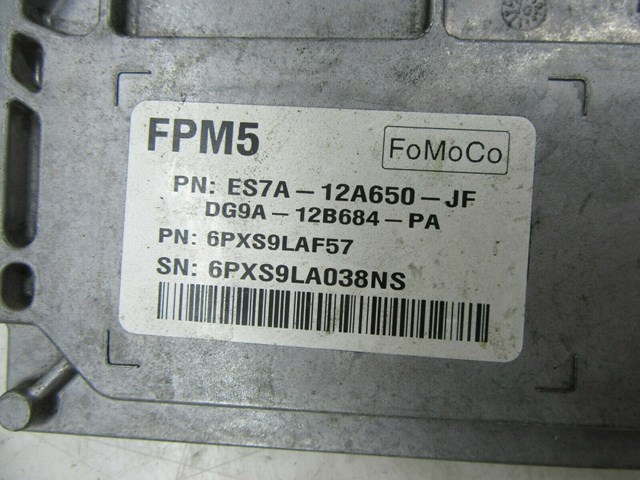 FPM5
FoMoCo
PN: ES7A-12A650-JF
DG9A-12B684-PA
PN: 6PXS9LAF57
SN: 6PXS9LA038NS